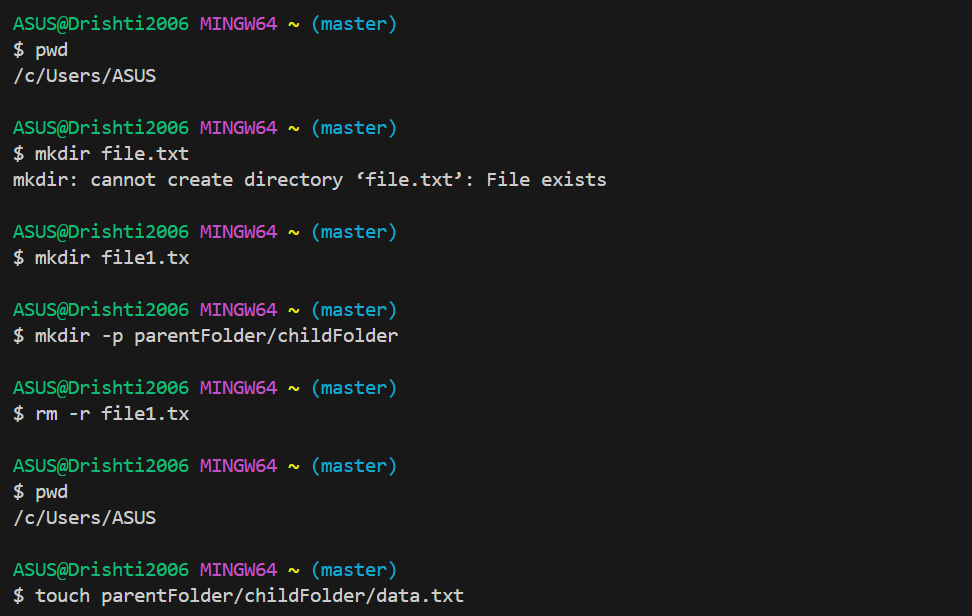 ASUS@Drishti2006 MINGW64 ~ (master)
$ pwd
/c/Users/ASUS
ASUS@Drishti2006 MINGW64 ~ (master)
$ mkdir file.txt
mkdir: cannot create directory ‘file.txt’: File exists
ASUS@Drishti2006 MINGW64 ~ (master)
$ mkdir file1.tx
ASUS@Drishti2006 MINGW64 ~ (master)
$ mkdir -p parentFolder/childFolder
ASUS@Drishti2006 MINGW64 ~ (master)
$ rm -r file1.tx
ASUS@Drishti2006 MINGW64 ~ (master)
$ pwd
/c/Users/ASUS
ASUS@Drishti2006 MINGW64 ~ (master)
$ touch parentFolder/childFolder/data.txt